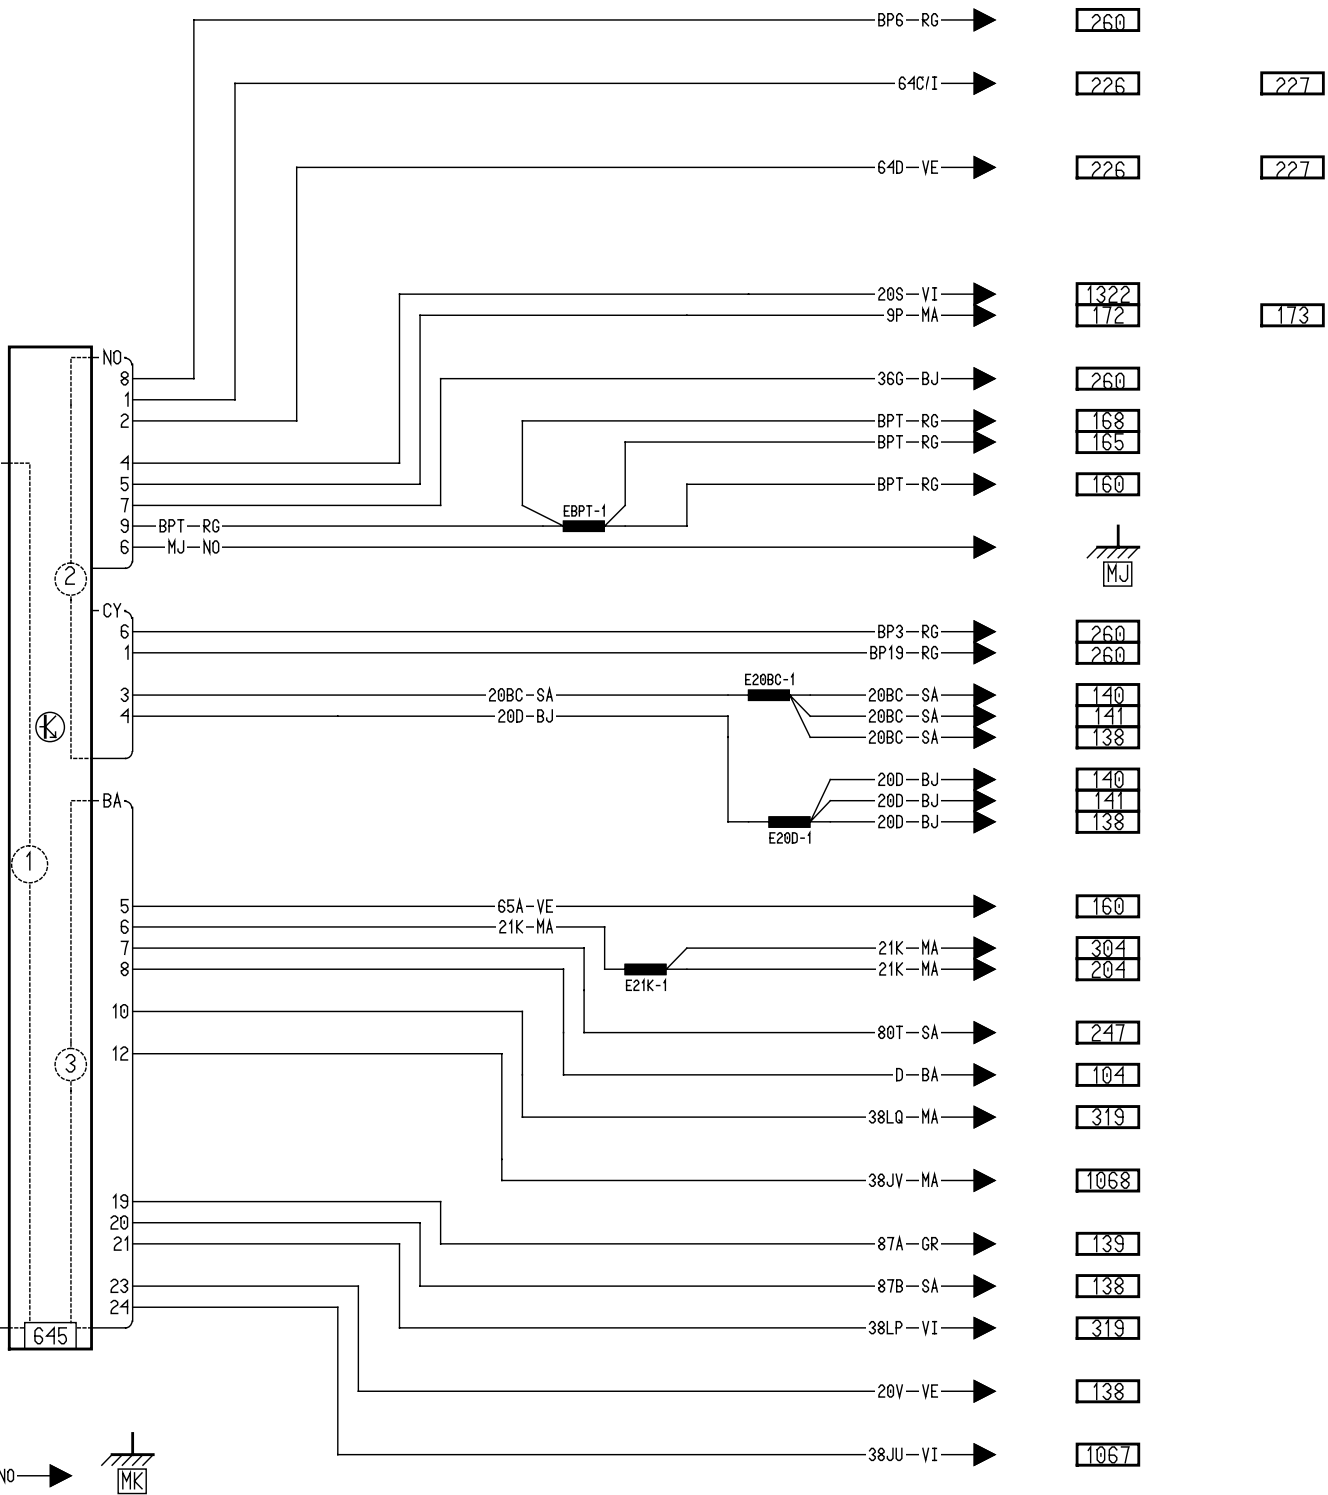 BP6 RG 260
64C/I 226 227
64D VE 226 227
20S VI 1322
9P MA 172 173
NO
8 36G BJ 260
1
2 BPT RG 168
BPT RG 165
4
5 BPT RG 160
7
EBPT-1
9 BPT RG
6 MJ NO
MJ
2
CY
6 BP3 RG 260
1 BP19 RG 260
E20BC-1
3 20BC SA 20BC SA 140
4 20D BJ 20BC SA 141
20BC SA 138
20D BJ 140
BA 20D BJ 141
20D BJ 138
E20D-1
1
5 65A VE 160
6 21K MA
7 21K MA 304
8 21K MA 204
E21K-1
10
80T SA 247
12
3 D BA 104
38LQ MA 319
38JV MA 1068
19
20
21 87A GR 139
23 87B SA 138
24
645 38LP VI 319
20V VE 138
38JU VI 1067
NO
MK